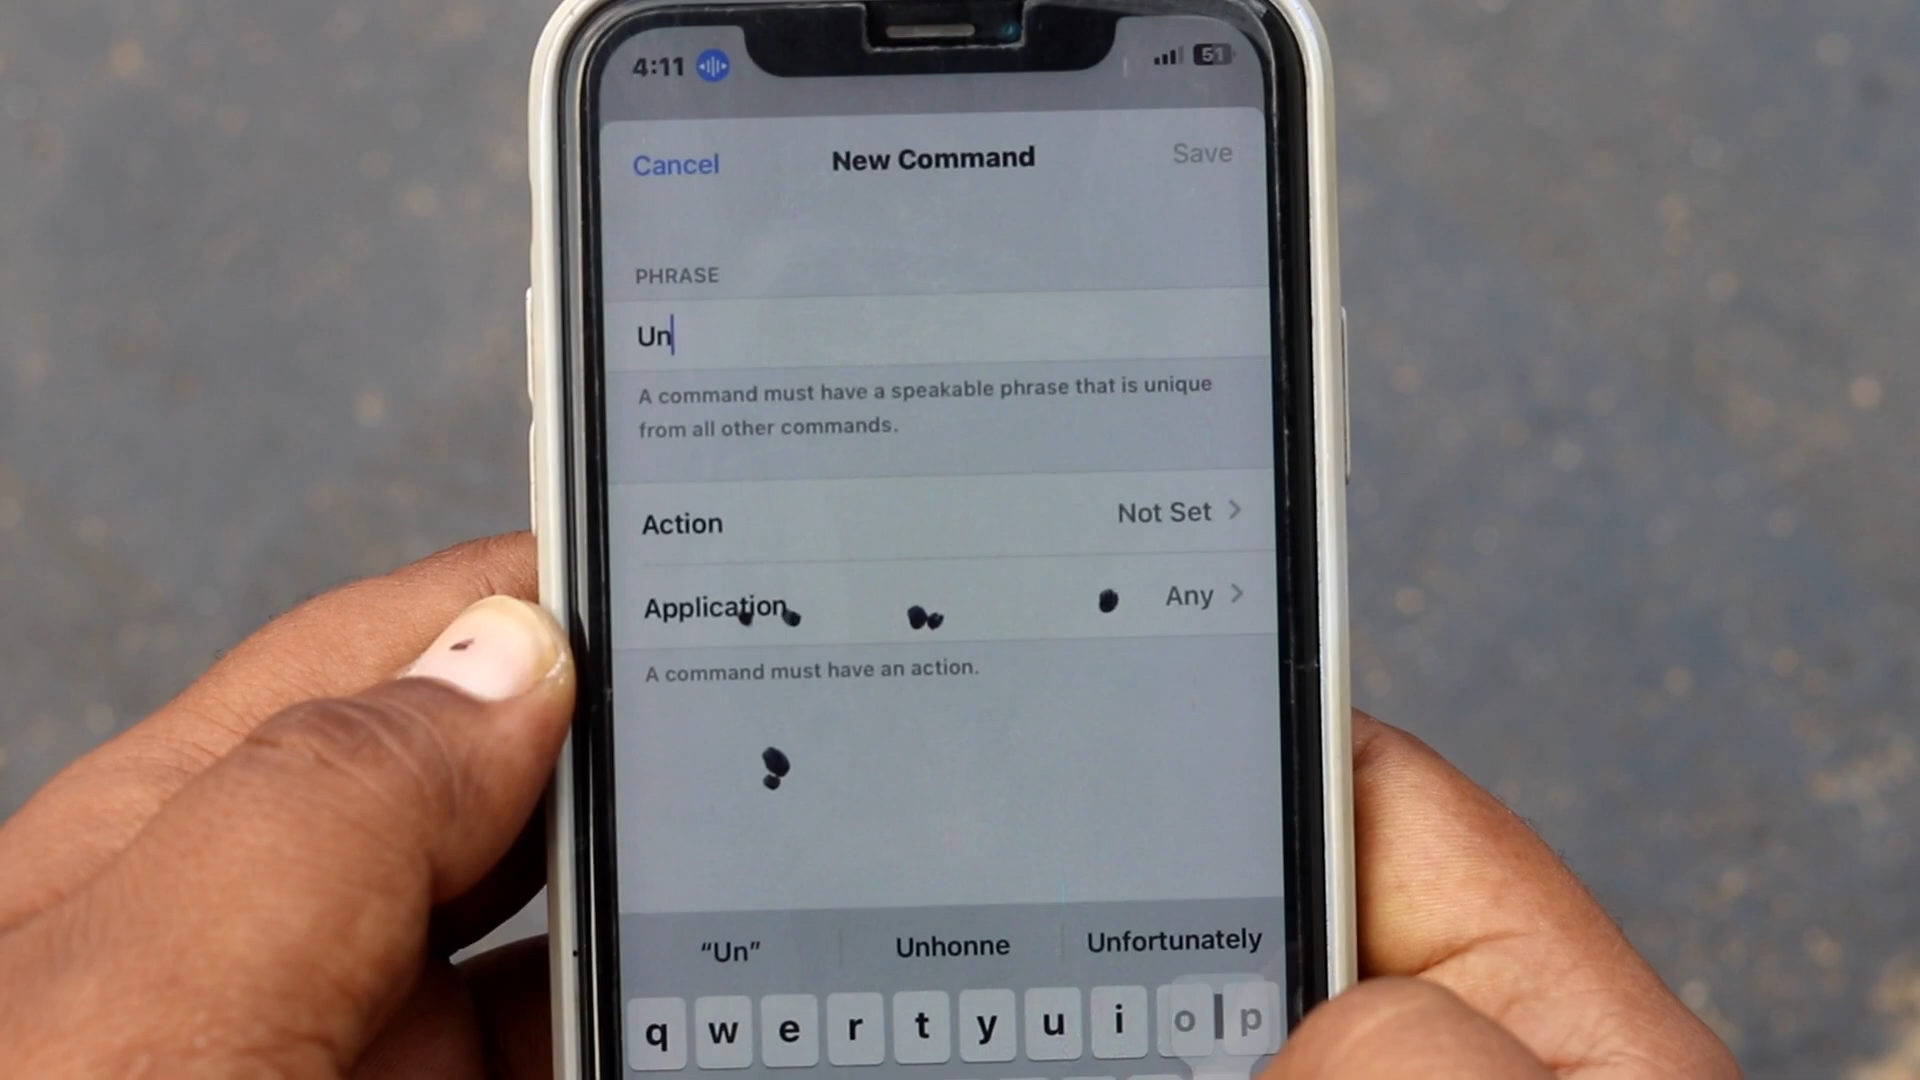 4:11 51
Cancel New Command Save
PHRASE
Un
A command must have a speakable phrase that is unique
from all other commands.
Action Not Set
Application Any
A command must have an action.
“Un” Unhonne Unfortunately
q w e r t y u i o l p